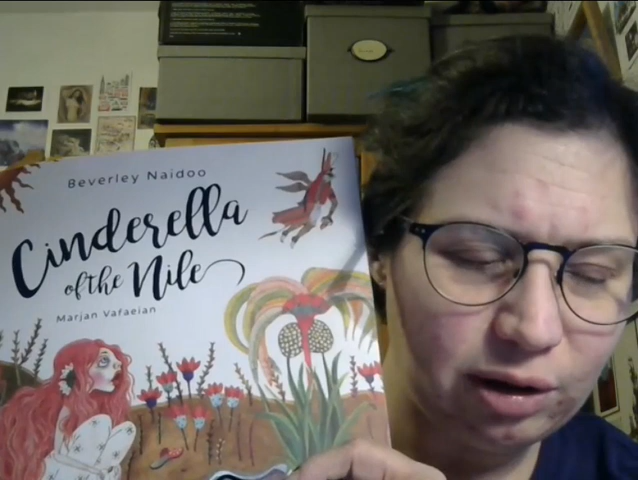 Beverley Naidoo
Cinderella
of the Nile
Marjan Vafaeian